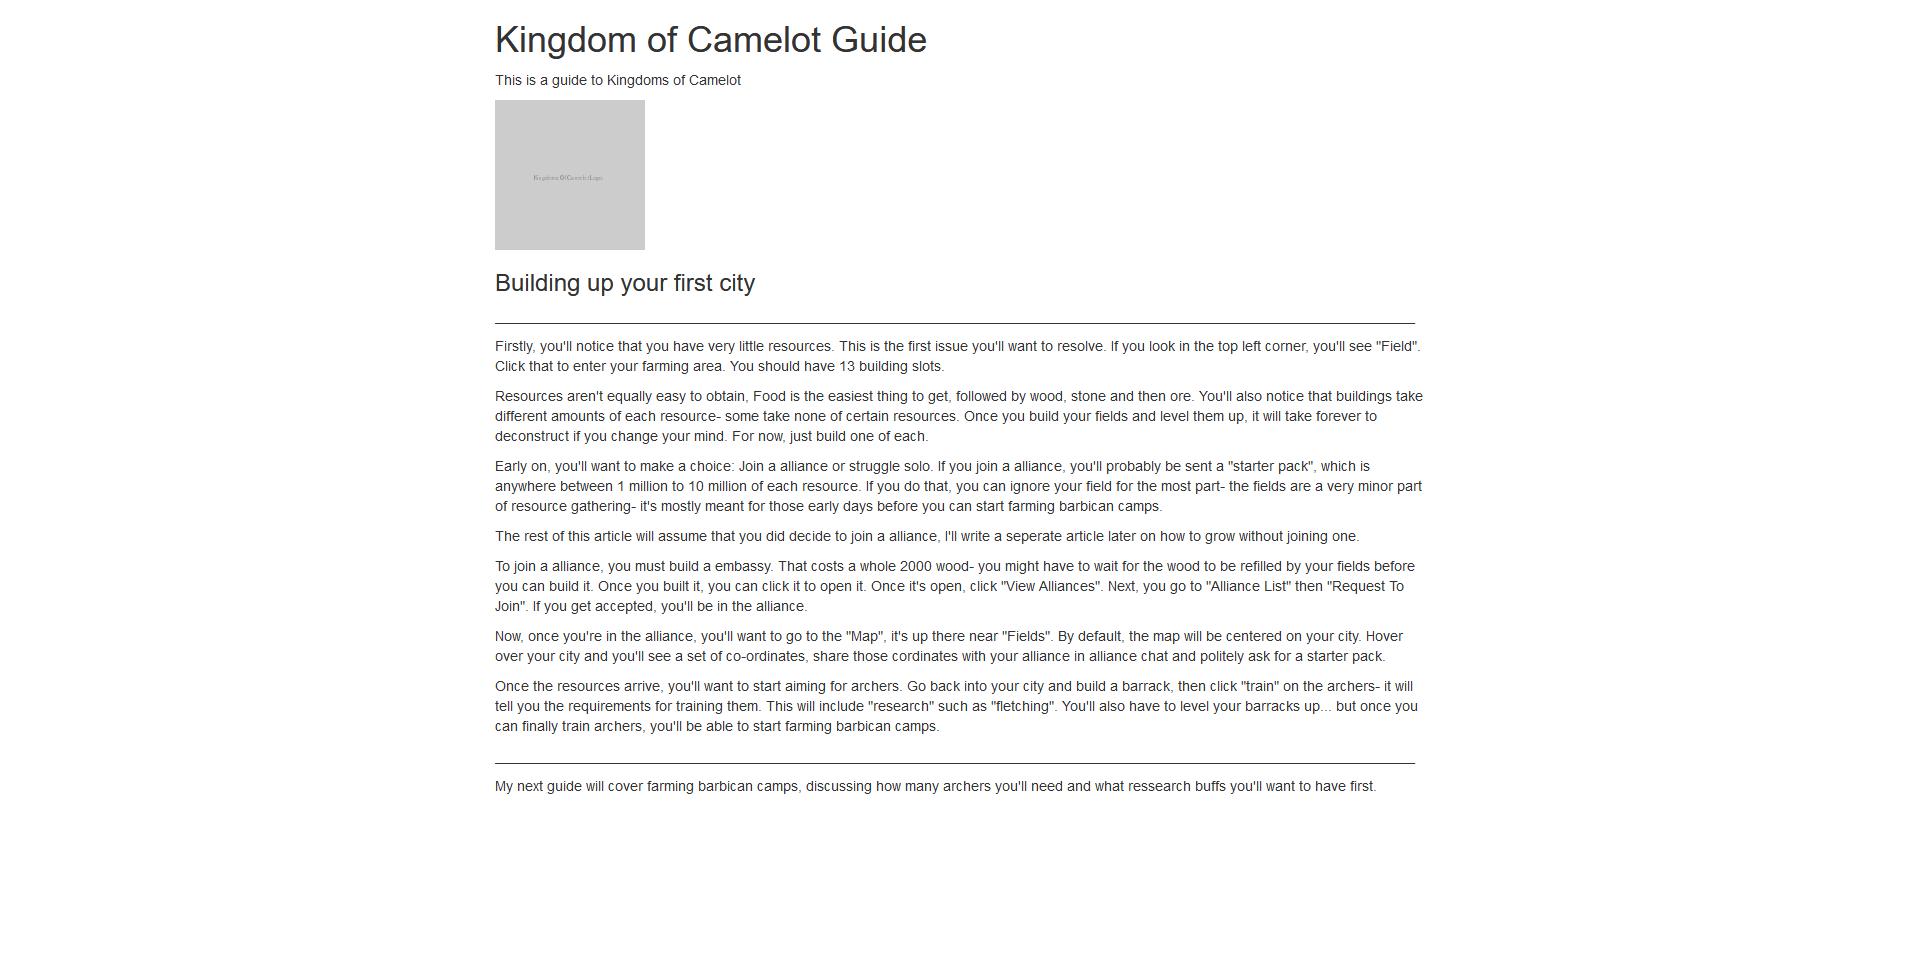 Kingdom of Camelot Guide
This is a guide to Kingdoms of Camelot
Kingdoms Of Camelot Logo
Building up your first city
Firstly, you'll notice that you have very little resources. This is the first issue you'll want to resolve. If you look in the top left corner, you'll see "Field".
Click that to enter your farming area. You should have 13 building slots.
Resources aren't equally easy to obtain, Food is the easiest thing to get, followed by wood, stone and then ore. You'll also notice that buildings take
different amounts of each resource- some take none of certain resources. Once you build your fields and level them up, it will take forever to
deconstruct if you change your mind. For now, just build one of each.
Early on, you'll want to make a choice: Join a alliance or struggle solo. If you join a alliance, you'll probably be sent a "starter pack", which is
anywhere between 1 million to 10 million of each resource. If you do that, you can ignore your field for the most part- the fields are a very minor part
of resource gathering- it's mostly meant for those early days before you can start farming barbican camps.
The rest of this article will assume that you did decide to join a alliance, I'll write a seperate article later on how to grow without joining one.
To join a alliance, you must build a embassy. That costs a whole 2000 wood- you might have to wait for the wood to be refilled by your fields before
you can build it. Once you built it, you can click it to open it. Once it's open, click "View Alliances". Next, you go to "Alliance List" then "Request To
Join". If you get accepted, you'll be in the alliance.
Now, once you're in the alliance, you'll want to go to the "Map", it's up there near "Fields". By default, the map will be centered on your city. Hover
over your city and you'll see a set of co-ordinates, share those cordinates with your alliance in alliance chat and politely ask for a starter pack.
Once the resources arrive, you'll want to start aiming for archers. Go back into your city and build a barrack, then click "train" on the archers- it will
tell you the requirements for training them. This will include "research" such as "fletching". You'll also have to level your barracks up... but once you
can finally train archers, you'll be able to start farming barbican camps.
My next guide will cover farming barbican camps, discussing how many archers you'll need and what ressearch buffs you'll want to have first.